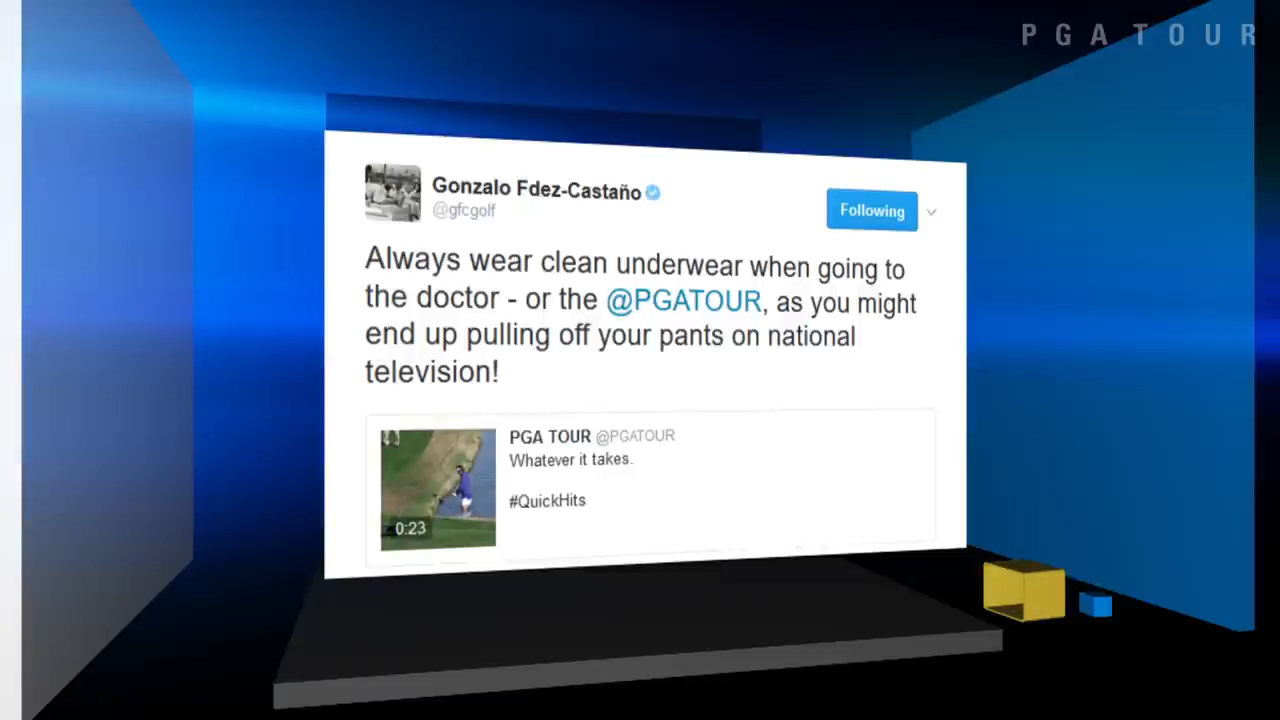 PGA TOUR
Gonzalo Fdez-Castaño
@gfcgolf
Following
Always wear clean underwear when going to
the doctor - or the @PGATOUR, as you might
end up pulling off your pants on national
television!
PGA TOUR @PGATOUR
Whatever it takes.
#QuickHits
0:23